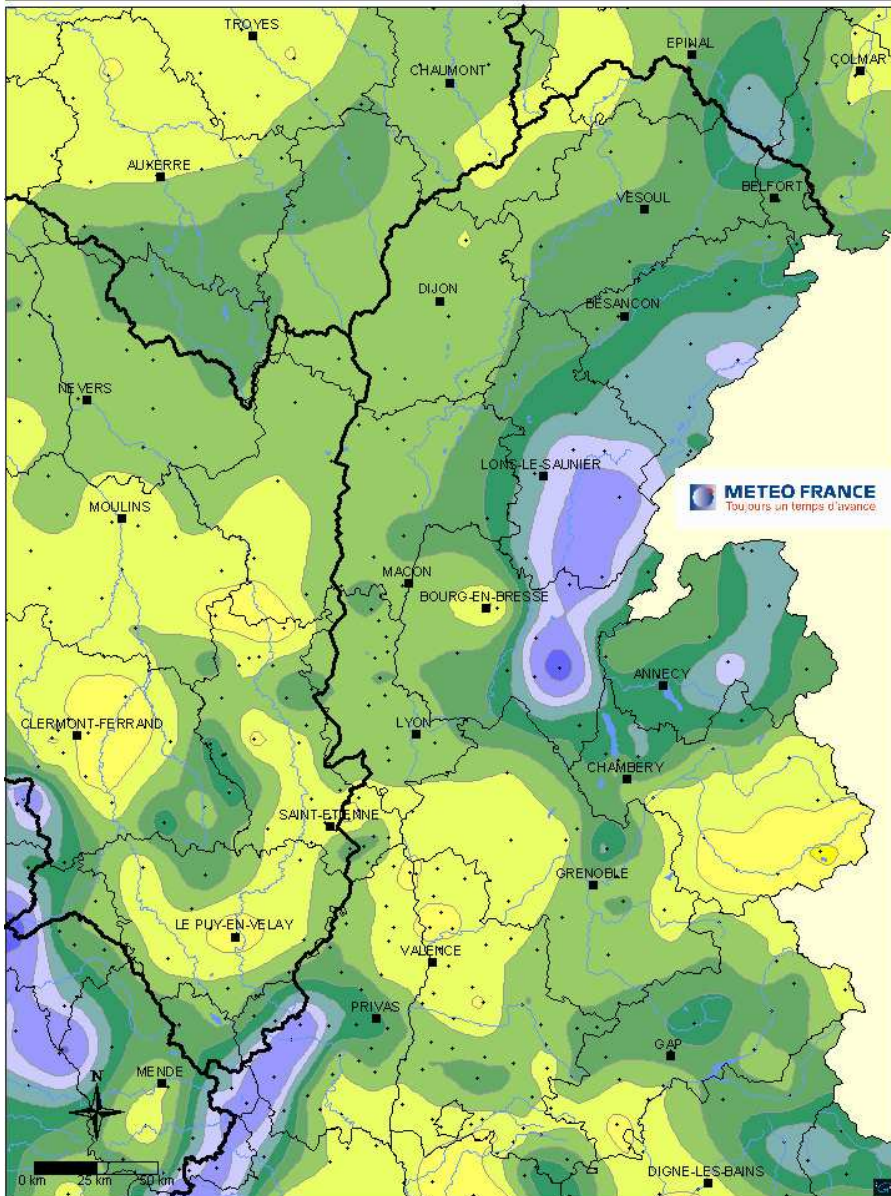 TROYES
CHAUMONT
EPINAL
COLMAR
AUXERRE
VESOUL
BELFORT
DIJON
BESANCON
NEVERS
LONS-LE-SAUNIER
METEO FRANCE
Toujours un temps d'avance
MOULINS
MACON
BOURG-EN-BRESSE
ANNECY
CLERMONT-FERRAND
LYON
CHAMBERY
SAINT-ETIENNE
GRENOBLE
LE PUY-EN-VELAY
VALENCE
PRIVAS
GAP
MENDE
N
DIGNE-LES-BAINS
0 km 25 km 50 km